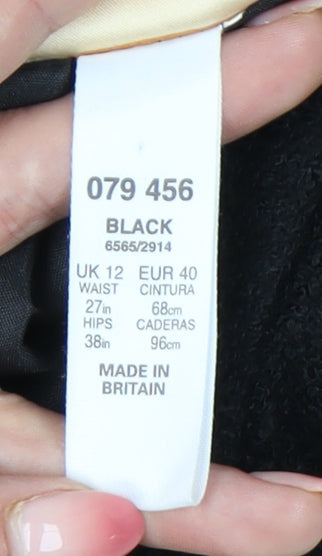 079 456
BLACK
6565/2914
UK 12 EUR 40
WAIST CINTURA
27in 68cm
HIPS CADERAS
38in 96cm
MADE IN
BRITAIN